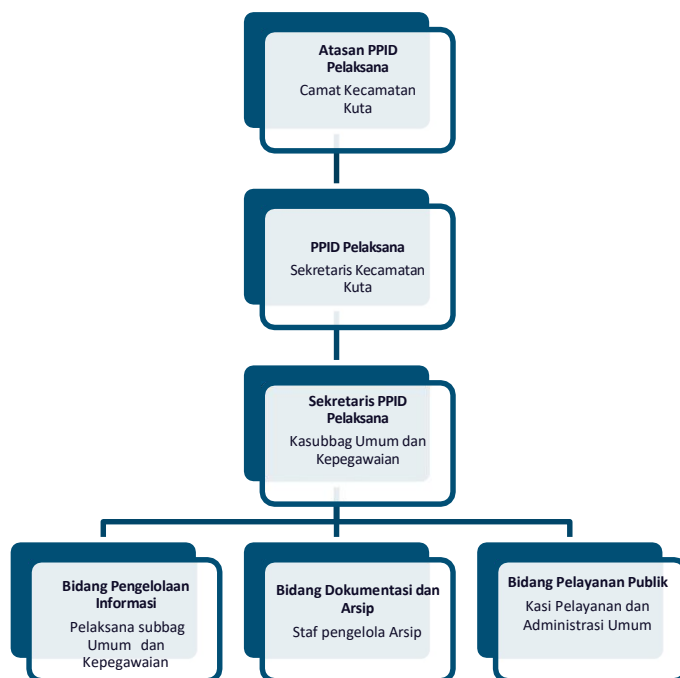 Atasan PPID
Pelaksana
Camat Kecamatan
Kuta
PPID Pelaksana
Sekretaris Kecamatan
Kuta
Sekretaris PPID
Pelaksana
Kasubbag Umum dan
Kepegawaian
Bidang Pengelolaan
Informasi
Pelaksana subbag
Umum dan
Kepegawaian
Bidang Dokumentasi dan
Arsip
Staf pengelola Arsip
Bidang Pelayanan Publik
Kasi Pelayanan dan
Administrasi Umum